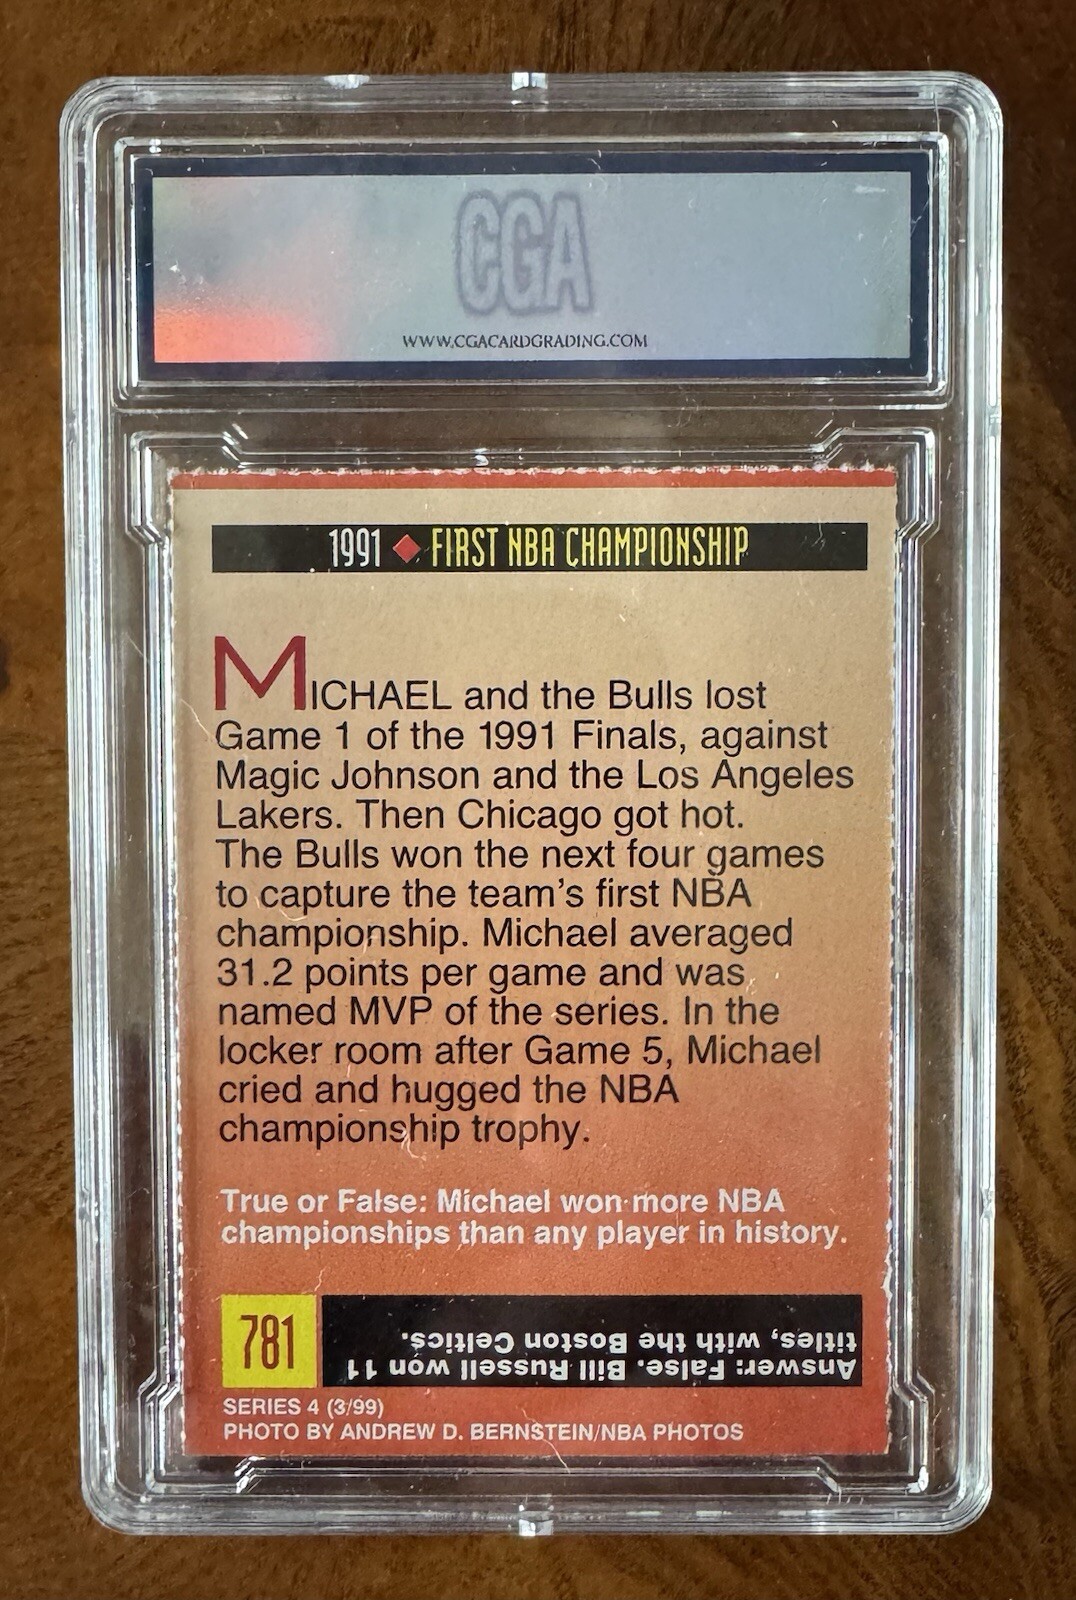 CGA
WWW.CGACARDGRADING.COM
1991 ♦ FIRST NBA CHAMPIONSHIP
MICHAEL and the Bulls lost
Game 1 of the 1991 Finals, against
Magic Johnson and the Los Angeles
Lakers. Then Chicago got hot.
The Bulls won the next four games
to capture the team's first NBA
championship. Michael averaged
31.2 points per game and was
named MVP of the series. In the
locker room after Game 5, Michael
cried and hugged the NBA
championship trophy.
True or False: Michael won more NBA
championships than any player in history.
781
Answer: False. Bill Russell won 11
titles, with the Boston Celtics.
SERIES 4 (3/99)
PHOTO BY ANDREW D. BERNSTEIN/NBA PHOTOS